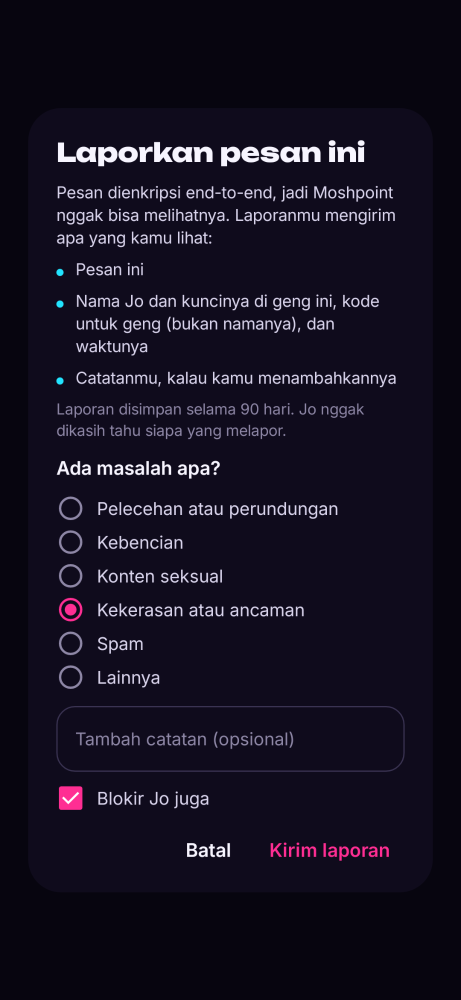 Laporkan pesan ini
Pesan dienkripsi end-to-end, jadi Moshpoint
nggak bisa melihatnya. Laporanmu mengirim
apa yang kamu lihat:
Pesan ini
Nama Jo dan kuncinya di geng ini, kode
untuk geng (bukan namanya), dan
waktunya
Catatanmu, kalau kamu menambahkannya
Laporan disimpan selama 90 hari. Jo nggak
dikasih tahu siapa yang melapor.
Ada masalah apa?
Pelecehan atau perundungan
Kebencian
Konten seksual
Kekerasan atau ancaman
Spam
Lainnya
Tambah catatan (opsional)
Blokir Jo juga
Batal
Kirim laporan